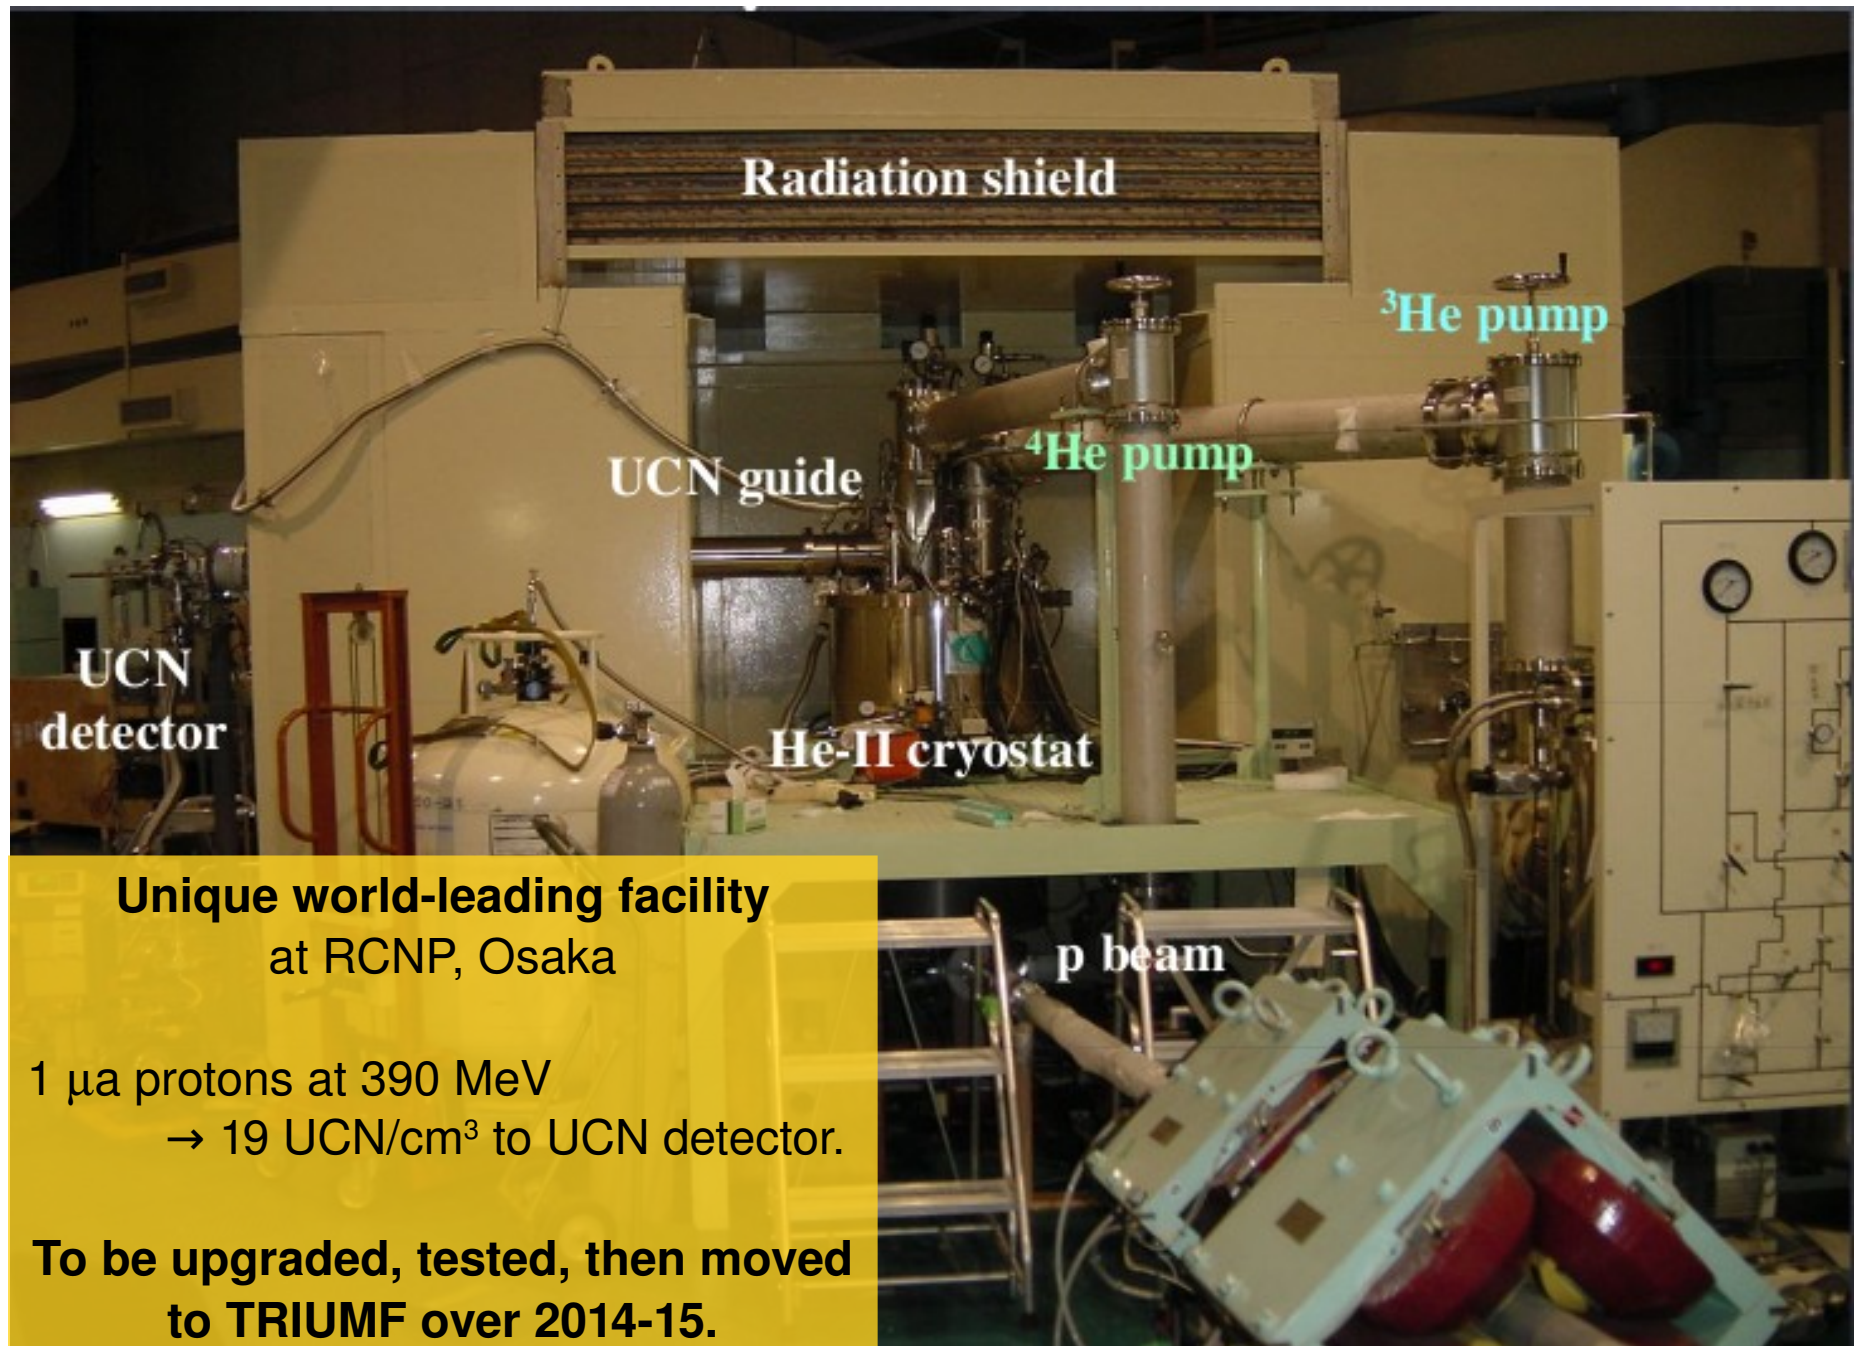 Radiation shield
³He pump
⁴He pump
UCN guide
UCN
detector
He-II cryostat
Unique world-leading facility
at RCNP, Osaka
p beam
1 μa protons at 390 MeV
→ 19 UCN/cm³ to UCN detector.
To be upgraded, tested, then moved
to TRIUMF over 2014-15.